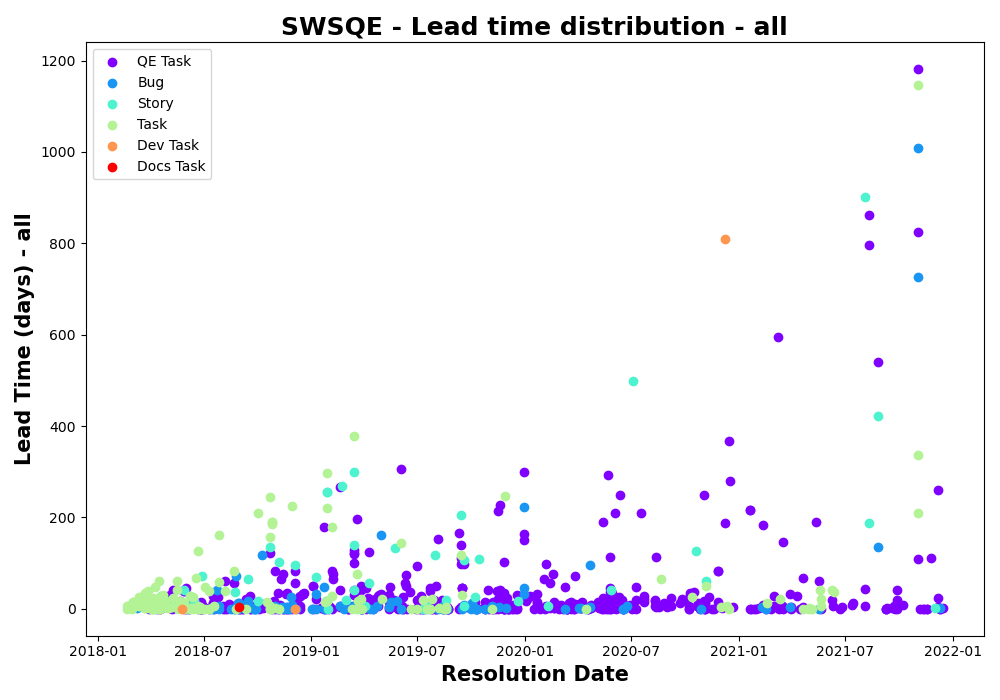 SWSQE - Lead time distribution - all
QE Task
Bug
Story
Task
Dev Task
Docs Task
Lead Time (days) - all
1200
1000
800
600
400
200
0
2018-01 2018-07 2019-01 2019-07 2020-01 2020-07 2021-01 2021-07 2022-01
Resolution Date